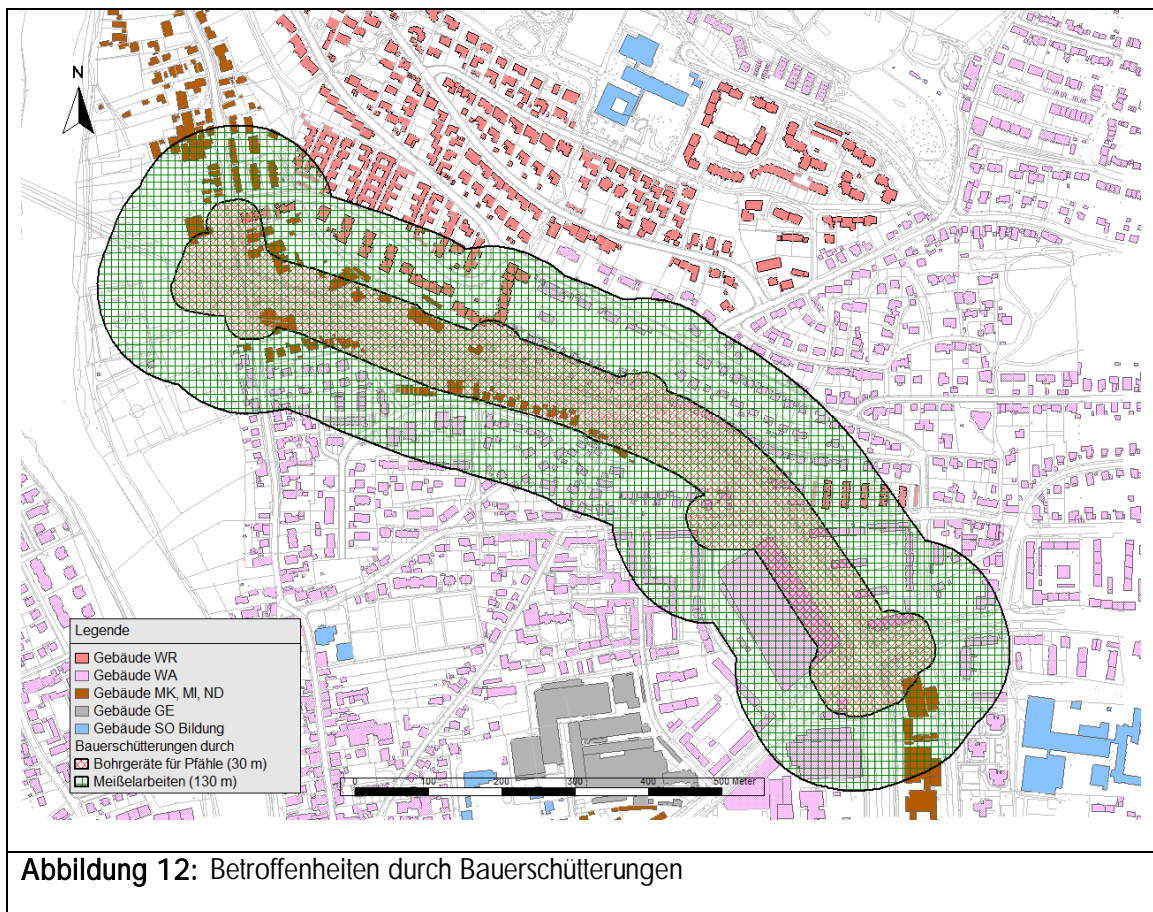 N
Legende
Gebäude WR
Gebäude WA
Gebäude MK, MI, ND
Gebäude GE
Gebäude SO Bildung
Bauerschütterungen durch
Bohrgeräte für Pfähle (30 m)
Meißelarbeiten (130 m)
0 100 200 300 400 500 Meter
Abbildung 12: Betroffenheiten durch Bauerschütterungen